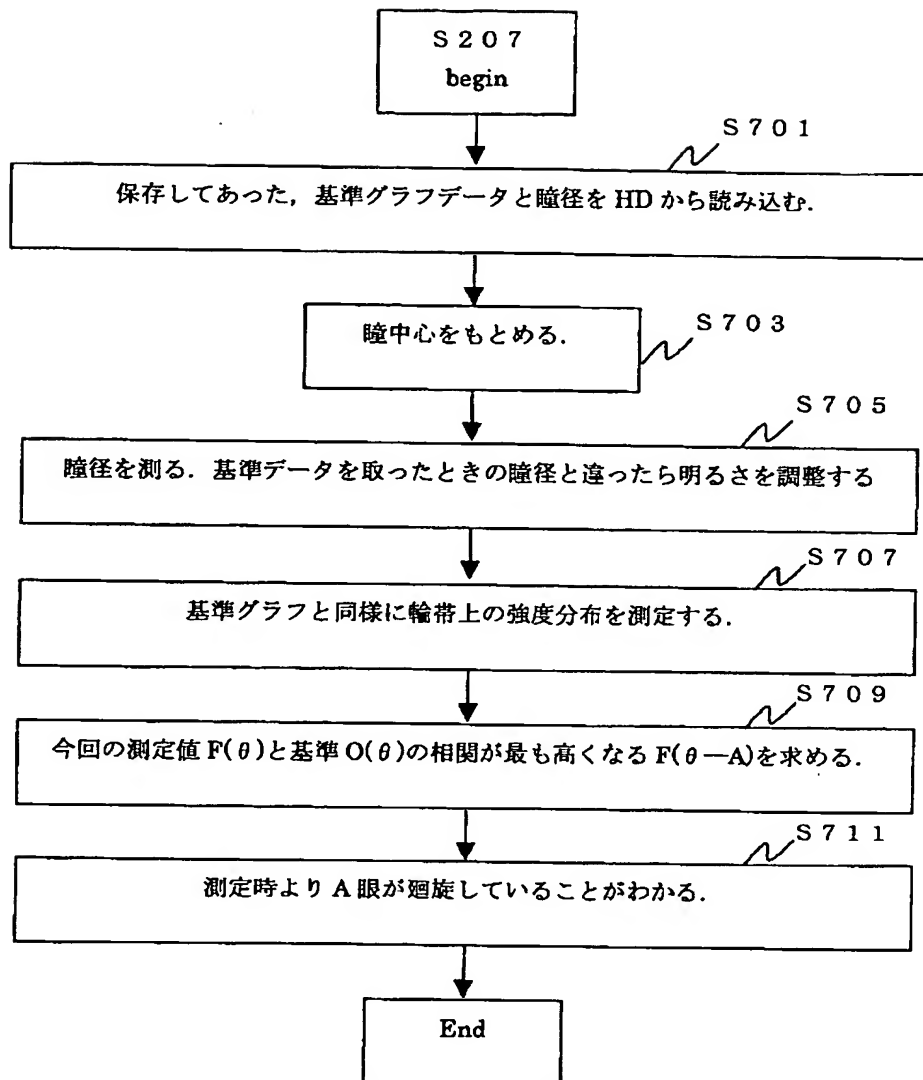 S207
begin
S701
保存してあった，基準グラフデータと瞳径を HD から読み込む．
S703
瞳中心をもとめる．
S705
瞳径を測る．基準データを取ったときの瞳径と違ったら明るさを調整する
S707
基準グラフと同様に輪帯上の強度分布を測定する．
S709
今回の測定値 F(θ)と基準 O(θ)の相関が最も高くなる F(θ—A)を求める．
S711
測定時より A 眼が廻旋していることがわかる．
End